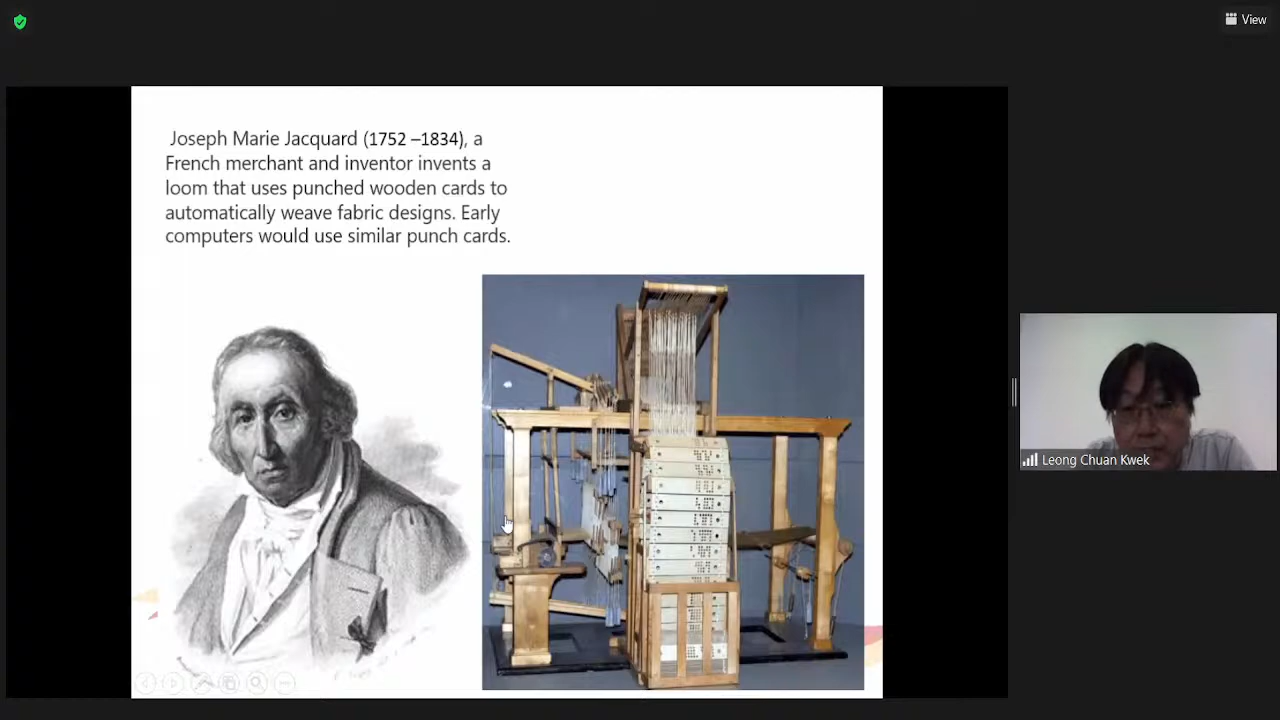 View
Joseph Marie Jacquard (1752 –1834), a
French merchant and inventor invents a
loom that uses punched wooden cards to
automatically weave fabric designs. Early
computers would use similar punch cards.
Leong Chuan Kwek